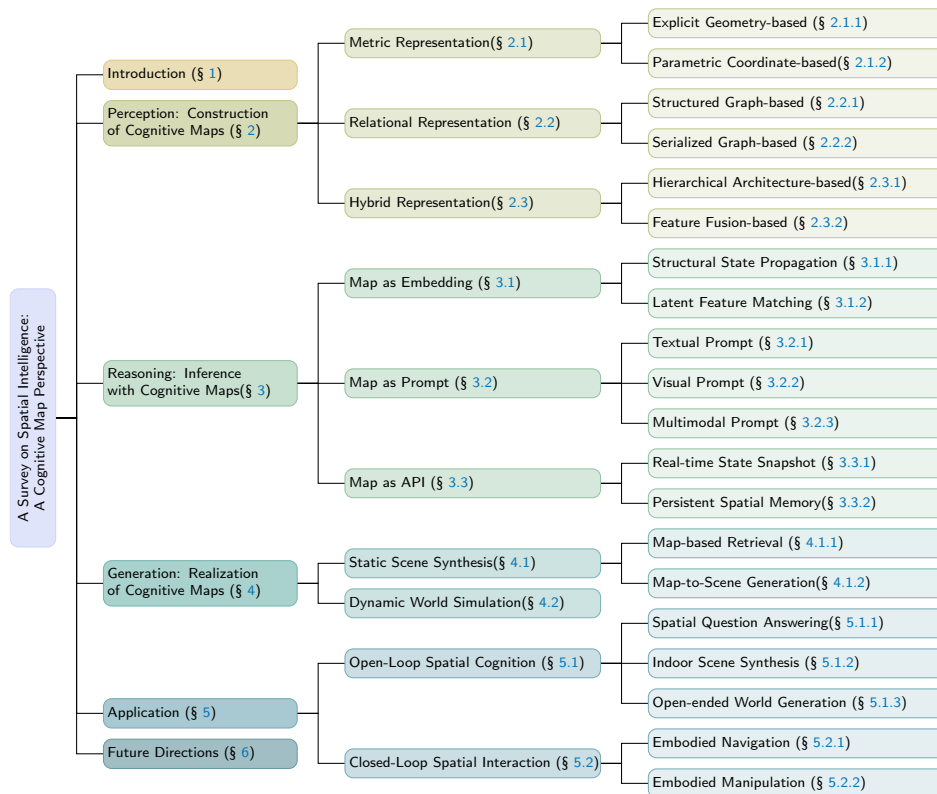 A Survey on Spatial Intelligence:
A Cognitive Map Perspective
Introduction (§ 1)
Perception: Construction
of Cognitive Maps (§ 2)
Metric Representation(§ 2.1)
Explicit Geometry-based (§ 2.1.1)
Parametric Coordinate-based(§ 2.1.2)
Relational Representation (§ 2.2)
Structured Graph-based (§ 2.2.1)
Serialized Graph-based (§ 2.2.2)
Hybrid Representation(§ 2.3)
Hierarchical Architecture-based(§ 2.3.1)
Feature Fusion-based (§ 2.3.2)
Reasoning: Inference
with Cognitive Maps(§ 3)
Map as Embedding (§ 3.1)
Structural State Propagation (§ 3.1.1)
Latent Feature Matching (§ 3.1.2)
Map as Prompt (§ 3.2)
Textual Prompt (§ 3.2.1)
Visual Prompt (§ 3.2.2)
Multimodal Prompt (§ 3.2.3)
Map as API (§ 3.3)
Real-time State Snapshot (§ 3.3.1)
Persistent Spatial Memory(§ 3.3.2)
Generation: Realization
of Cognitive Maps (§ 4)
Static Scene Synthesis(§ 4.1)
Map-based Retrieval (§ 4.1.1)
Map-to-Scene Generation(§ 4.1.2)
Dynamic World Simulation(§ 4.2)
Application (§ 5)
Open-Loop Spatial Cognition (§ 5.1)
Spatial Question Answering(§ 5.1.1)
Indoor Scene Synthesis (§ 5.1.2)
Open-ended World Generation (§ 5.1.3)
Closed-Loop Spatial Interaction (§ 5.2)
Embodied Navigation (§ 5.2.1)
Embodied Manipulation (§ 5.2.2)
Future Directions (§ 6)